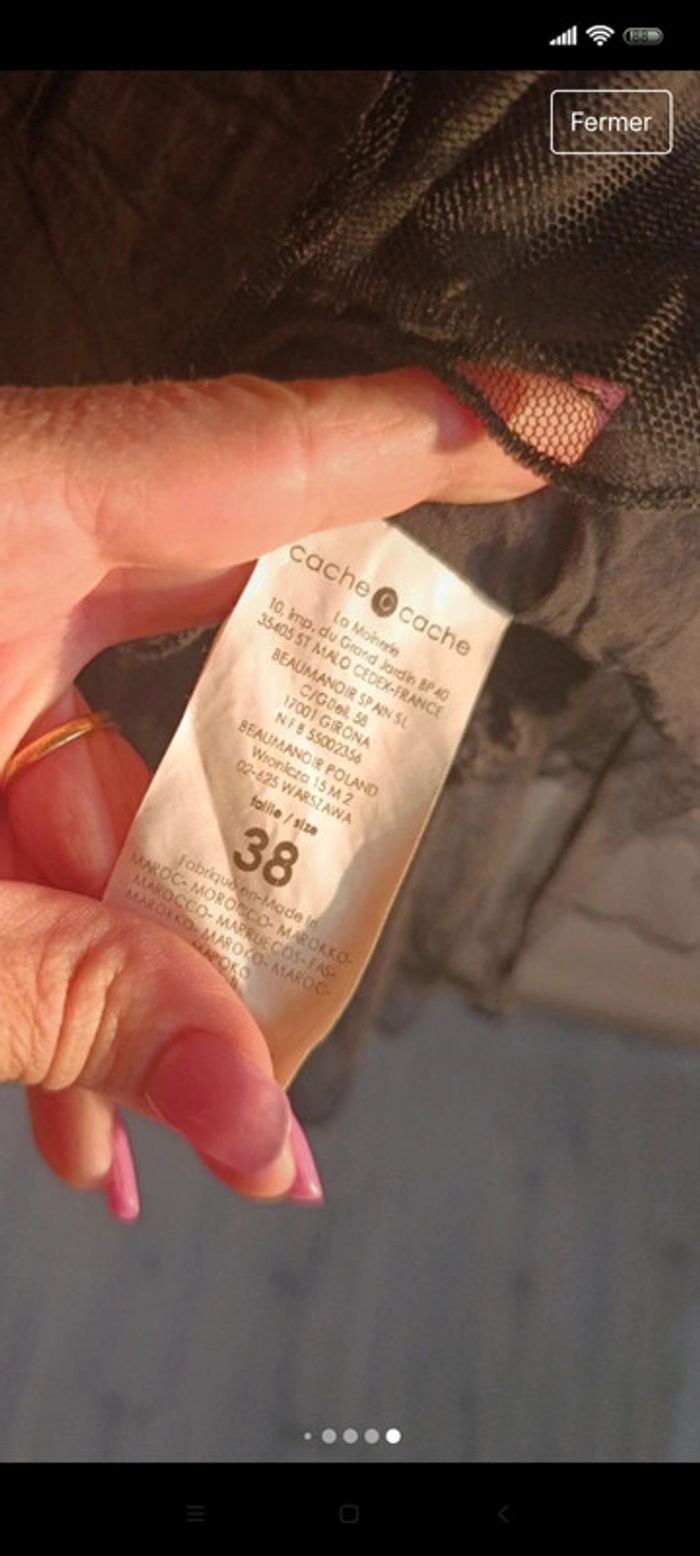 88
Fermer
cache c cache
La Moinerie
10, Imp. du Grand Jardin BP40
35405 ST MALO CEDEX-FRANCE
BEAUMANOIR SPAIN SL
C/Güell, 58
17001 GIRONA
N I F B 55002356
BEAUMANOIR POLAND
Wronicza 15 M 2
02-625 WARSZAWA
taille / size
38
Fabriqué en-Made in
MAROC- MOROCCO- MAROKKO-
MAROCCO- MARRUECOS- FAS-
MAROKKO- MAROKO- MAROC-
MAROKO